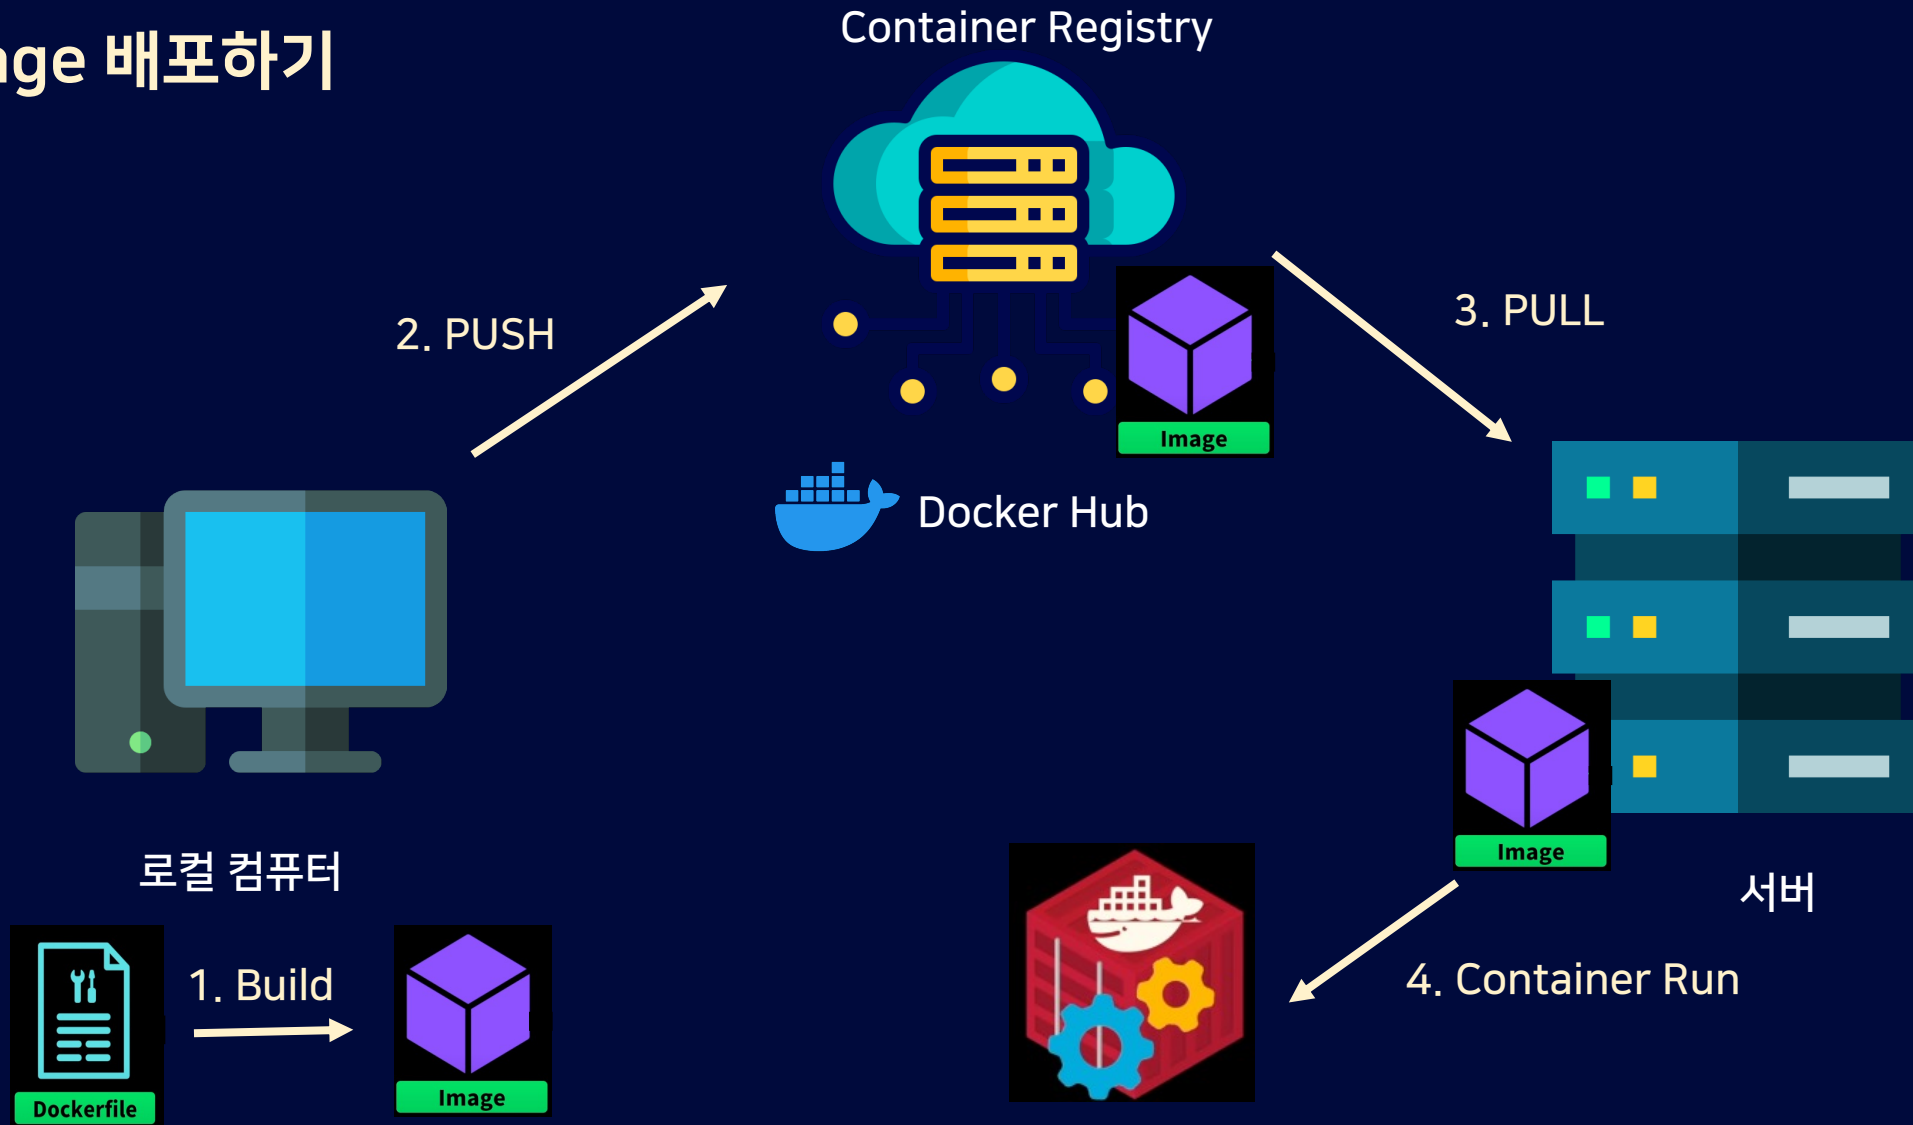 age 배포하기
Container Registry
2. PUSH
3. PULL
Image
Docker Hub
로컬 컴퓨터
Image
서버
Dockerfile
1. Build
Image
4. Container Run